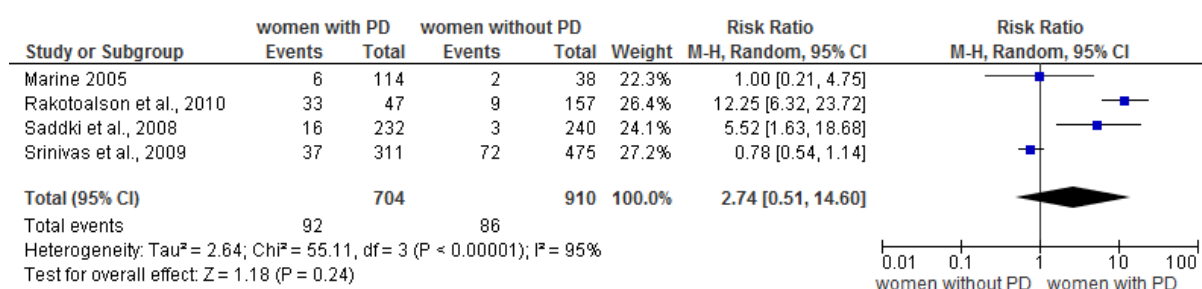 women with PD women without PD Risk Ratio Risk Ratio
Study or Subgroup Events Total Events Total Weight M-H, Random, 95% CI M-H, Random, 95% CI
Marine 2005 6 114 2 38 22.3% 1.00 [0.21, 4.75]
Rakotoalson et al., 2010 33 47 9 157 26.4% 12.25 [6.32, 23.72]
Saddki et al., 2008 16 232 3 240 24.1% 5.52 [1.63, 18.68]
Srinivas et al., 2009 37 311 72 475 27.2% 0.78 [0.54, 1.14]
Total (95% CI) 704 910 100.0% 2.74 [0.51, 14.60]
Total events 92 86
Heterogeneity: Tau² = 2.64; Chi² = 55.11, df = 3 (P < 0.00001); I² = 95%
Test for overall effect: Z = 1.18 (P = 0.24)
0.01 0.1 1 10 100
women without PD women with PD